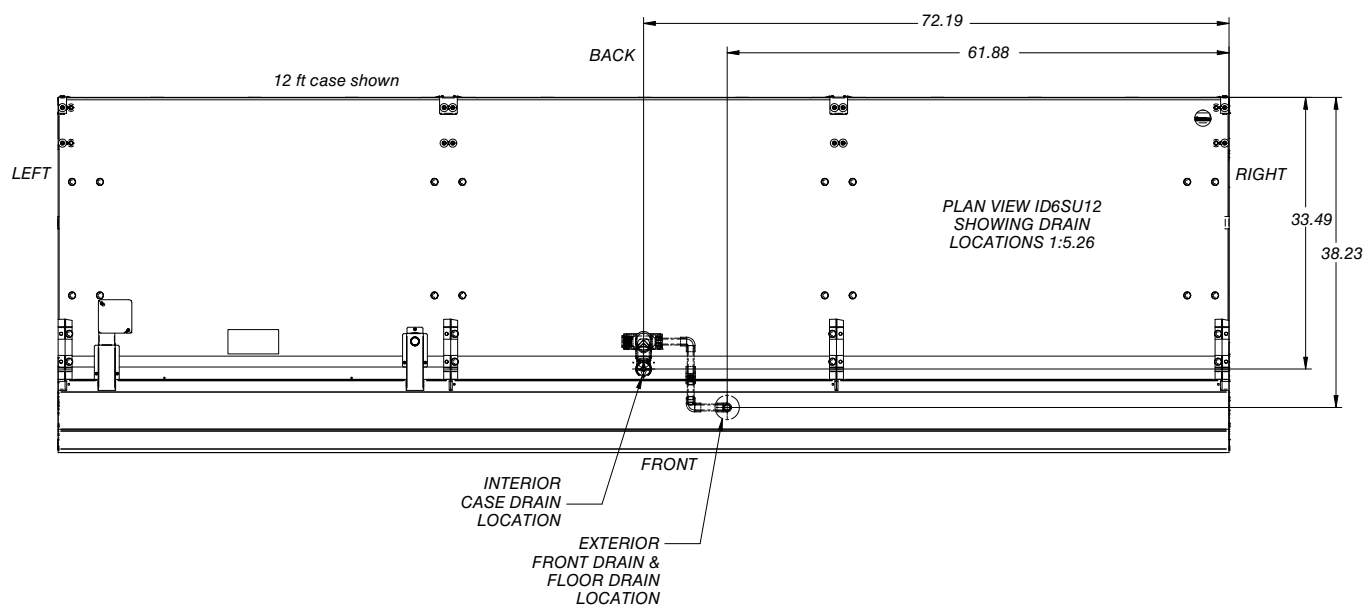 72.19
61.88
BACK
12 ft case shown
LEFT
RIGHT
PLAN VIEW ID6SU12
SHOWING DRAIN
LOCATIONS 1:5.26
33.49
38.23
FRONT
INTERIOR
CASE DRAIN
LOCATION
EXTERIOR
FRONT DRAIN &
FLOOR DRAIN
LOCATION